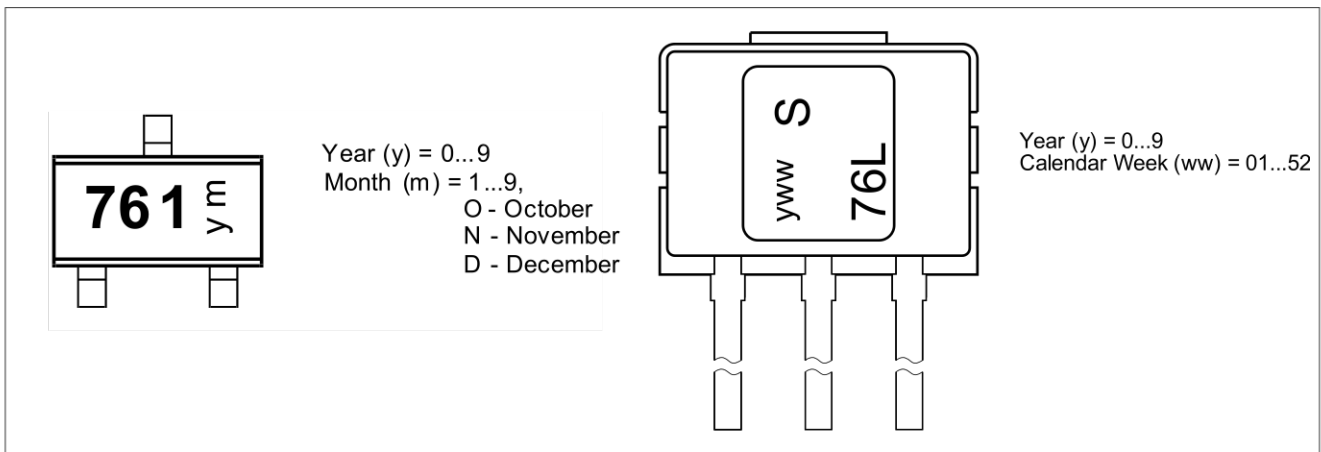 761
y m
Year (y) = 0...9
Month (m) = 1...9,
O - October
N - November
D - December
yww S
76L
Year (y) = 0...9
Calendar Week (ww) = 01...52